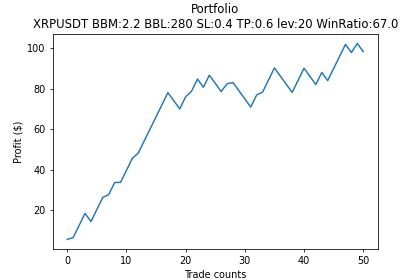 Portfolio
XRPUSDT BBM:2.2 BBL:280 SL:0.4 TP:0.6 lev:20 WinRatio:67.0
Profit ($)
100
80
60
40
20
0 10 20 30 40 50
Trade counts